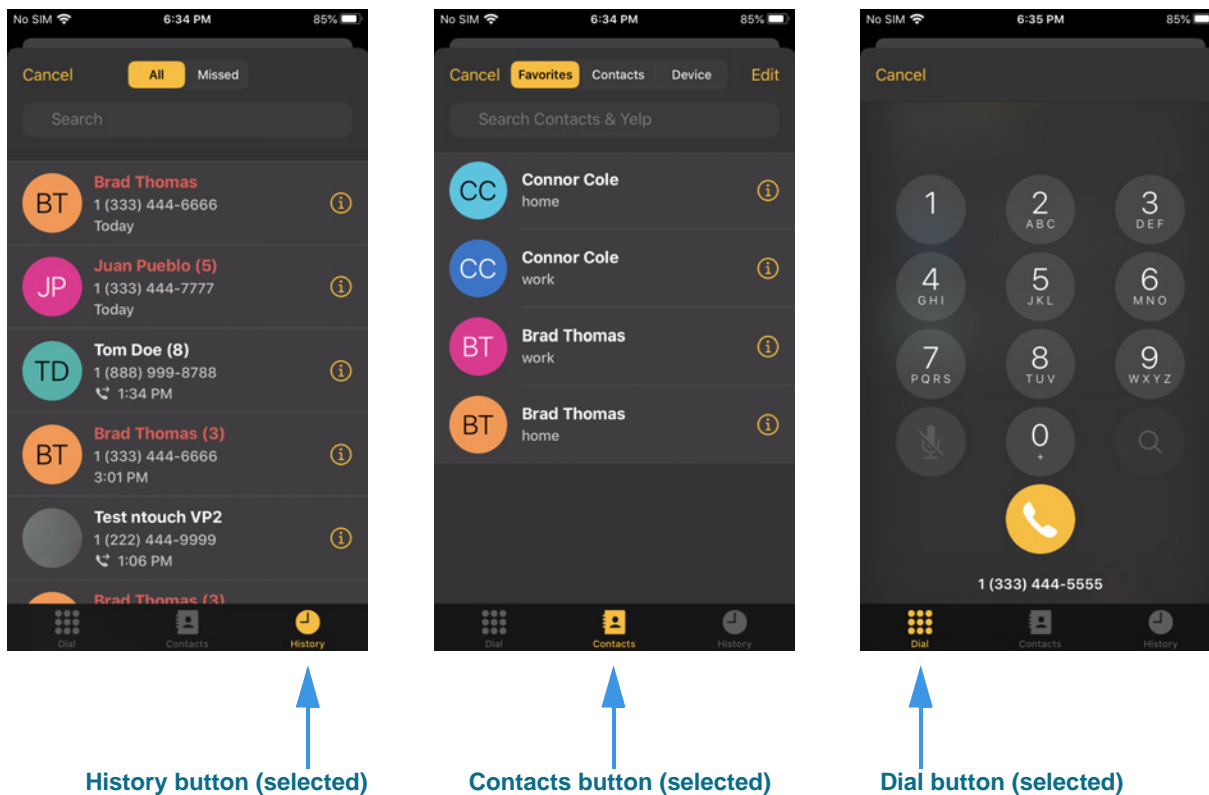 No SIM 6:34 PM 85%
Cancel All Missed
Search
BT Brad Thomas
1 (333) 444-6666
Today
JP Juan Pueblo (5)
1 (333) 444-7777
Today
TD Tom Doe (8)
1 (888) 999-8788
1:34 PM
BT Brad Thomas (3)
1 (333) 444-6666
3:01 PM
Test ntouch VP2
1 (222) 444-9999
1:06 PM
Brad Thomas (3)
Dial Contacts History
History button (selected)
No SIM 6:34 PM 85%
Cancel Favorites Contacts Device Edit
Search Contacts & Yelp
CC Connor Cole
home
CC Connor Cole
work
BT Brad Thomas
work
BT Brad Thomas
home
Dial Contacts History
Contacts button (selected)
No SIM 6:35 PM 85%
Cancel
1 2 3
ABC DEF
4 5 6
GHI JKL MNO
7 8 9
PQRS TUV WXYZ
0
+
1 (333) 444-5555
Dial Contacts History
Dial button (selected)